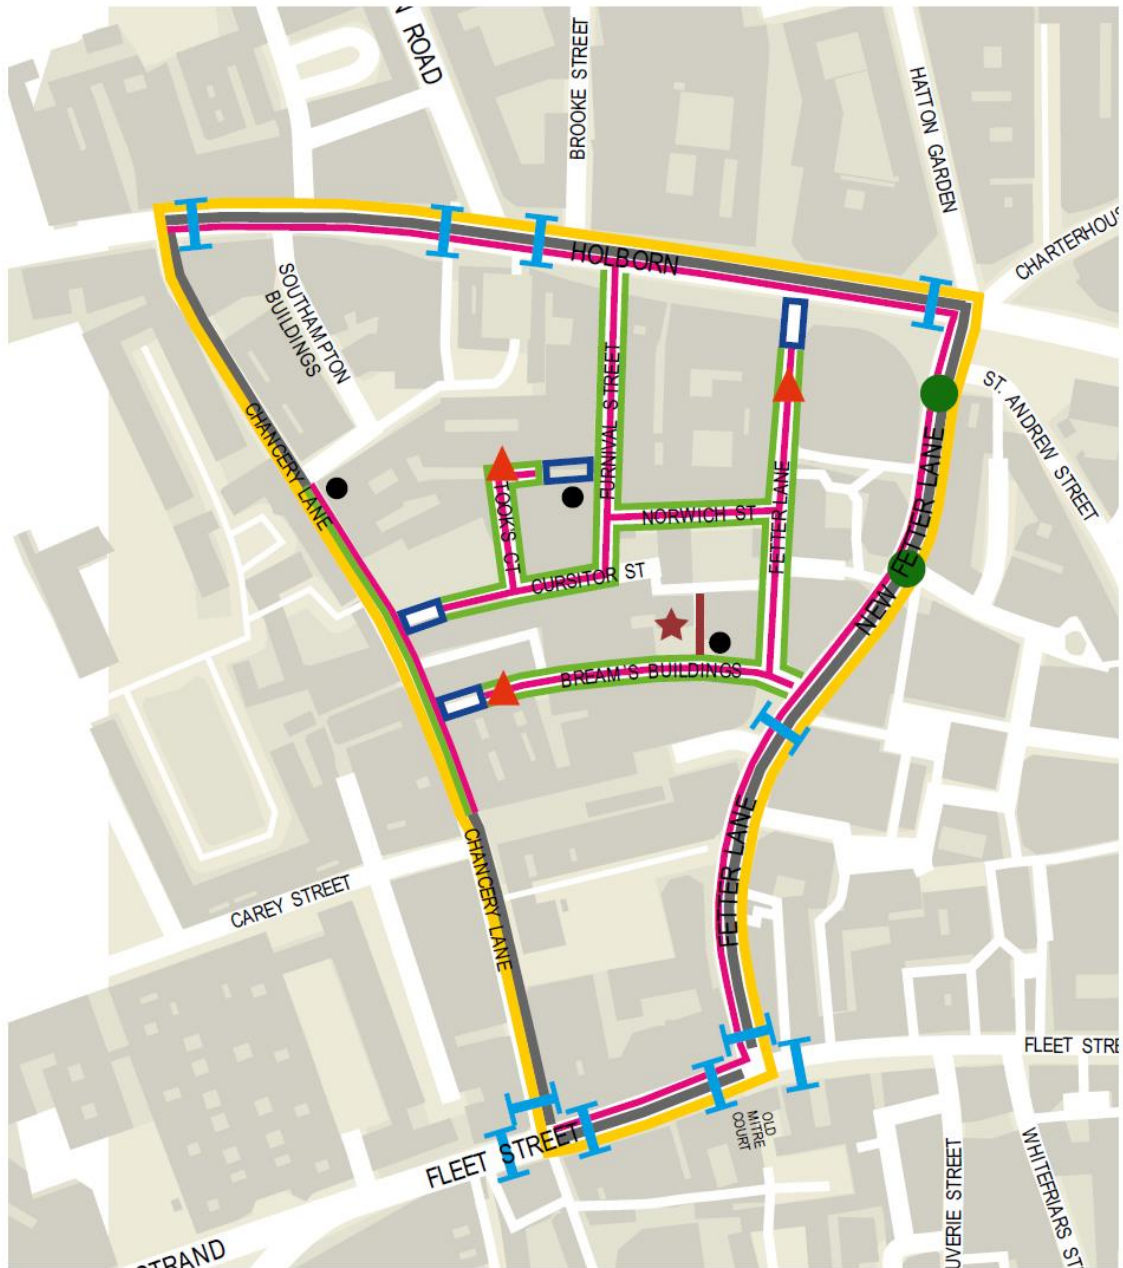 N ROAD
BROOKE STREET
HATTON GARDEN
CHARTERHOUS
HOLBORN
SOUTHAMPTON
BUILDINGS
FURNIVAL STREET
ST. ANDREW STREET
CHANCERY LANE
NEW FETTER LANE
FETTER LANE
NORWICH ST
TOOK'S CT
CURSITOR ST
BREAM'S BUILDINGS
FETTER LANE
CHANCERY LANE
CAREY STREET
FLEET STRE
OLD
MITRE
COURT
FLEET STREET
UVERIE STREET
WHITEFRIARS ST
STRAND